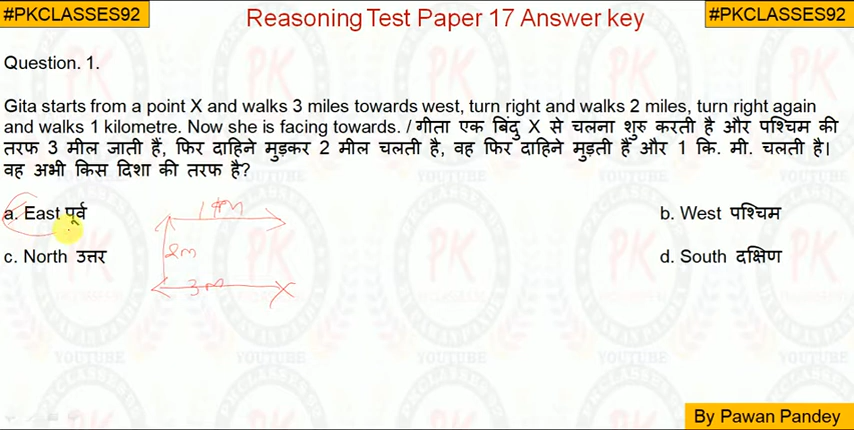 #PKCLASSES92
Reasoning Test Paper 17 Answer key
#PKCLASSES92
Question. 1.
Gita starts from a point X and walks 3 miles towards west, turn right and walks 2 miles, turn right again
and walks 1 kilometre. Now she is facing towards. / गीता एक बिंदु X से चलना शुरु करती है और पश्चिम की
तरफ 3 मील जाती हैं, फिर दाहिने मुड़कर 2 मील चलती है, वह फिर दाहिने मुड़ती हैं और 1 कि. मी. चलती है।
वह अभी किस दिशा की तरफ है?
a. East पूर्व
b. West पश्चिम
c. North उत्तर
d. South दक्षिण
2m
3m
X
By Pawan Pandey